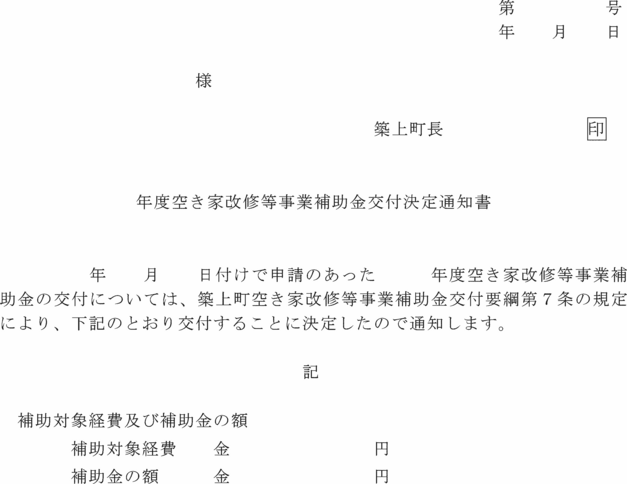 第　　　　　号
年　　月　　日
様
築上町長　　　　　　　　印
年度空き家改修等事業補助金交付決定通知書
年　　月　　日付けで申請のあった　　　年度空き家改修等事業補
助金の交付については、築上町空き家改修等事業補助金交付要綱第７条の規定
により、下記のとおり交付することに決定したので通知します。
記
補助対象経費及び補助金の額
補助対象経費　　金　　　　　　　　円
補助金の額　　　金　　　　　　　　円